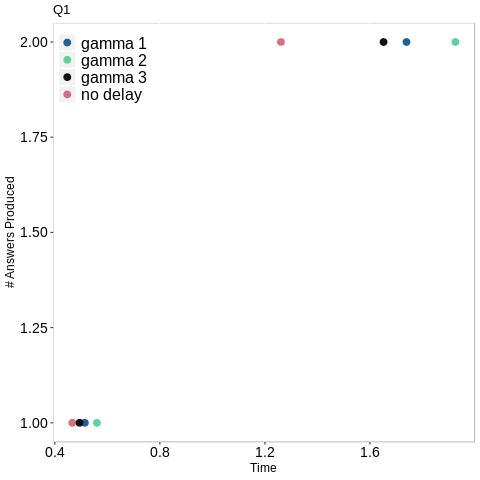 Q1
gamma 1
gamma 2
gamma 3
no delay
# Answers Produced
2.00
1.75
1.50
1.25
1.00
0.4 0.8 1.2 1.6
Time